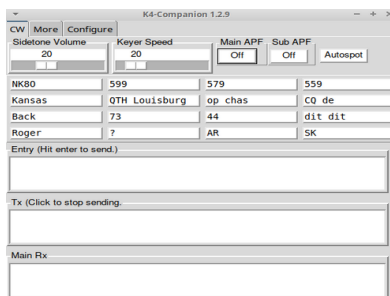 K4-Companion 1.2.9
CW More Configure
Sidetone Volume Keyer Speed Main APF Sub APF
20 20 Off Off Autospot
NK8O 599 579 559
Kansas QTH Louisburg op chas CQ de
Back 73 44 dit dit
Roger ? AR SK
Entry (Hit enter to send.)
Tx (Click to stop sending.
Main Rx